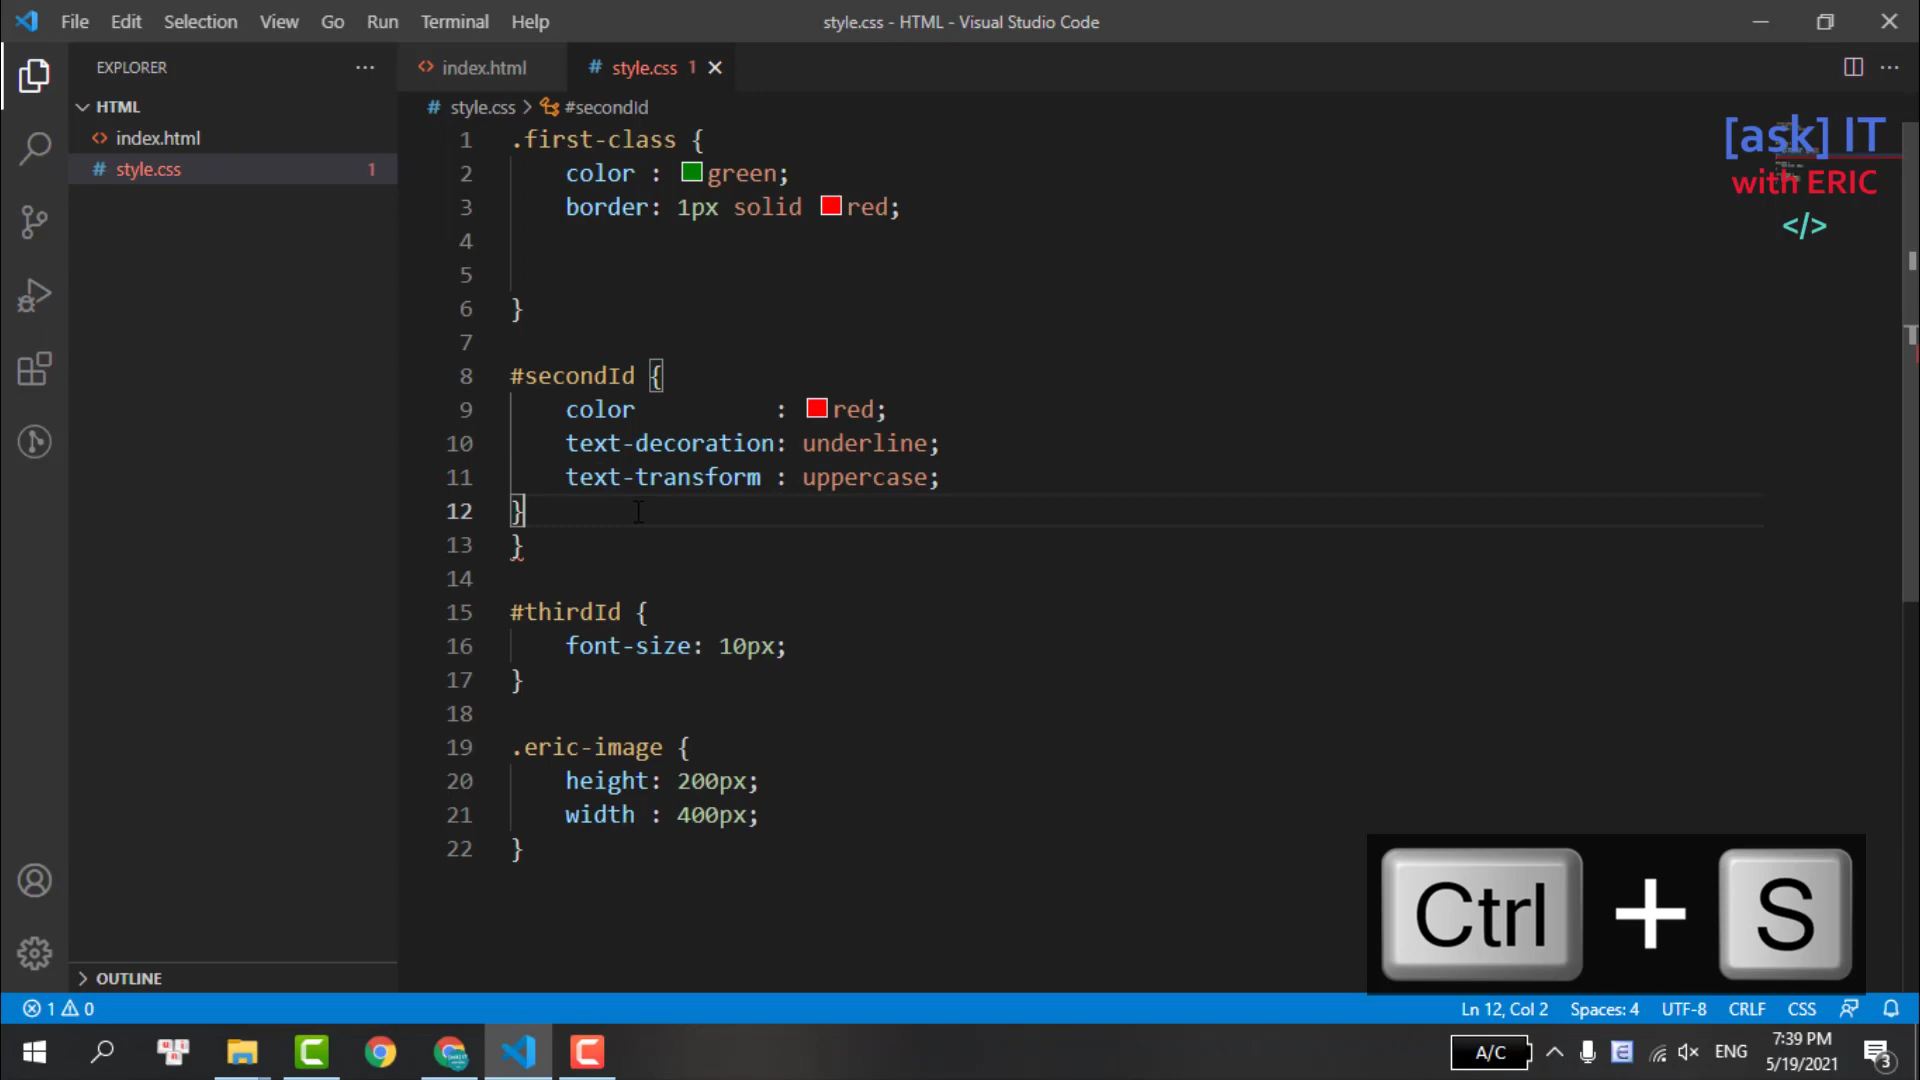 File Edit Selection View Go Run Terminal Help
style.css - HTML - Visual Studio Code
EXPLORER
HTML
index.html
style.css 1
OUTLINE
index.html
style.css 1
style.css > #secondId
1 .first-class {
2 color : green;
3 border: 1px solid red;
4
5
6 }
7
8 #secondId {
9 color : red;
10 text-decoration: underline;
11 text-transform : uppercase;
12 }
13 }
14
15 #thirdId {
16 font-size: 10px;
17 }
18
19 .eric-image {
20 height: 200px;
21 width : 400px;
22 }
[ask] IT
with ERIC
</>
Ctrl + S
1 0
Ln 12, Col 2 Spaces: 4 UTF-8 CRLF CSS
A/C
ENG
7:39 PM
5/19/2021
3